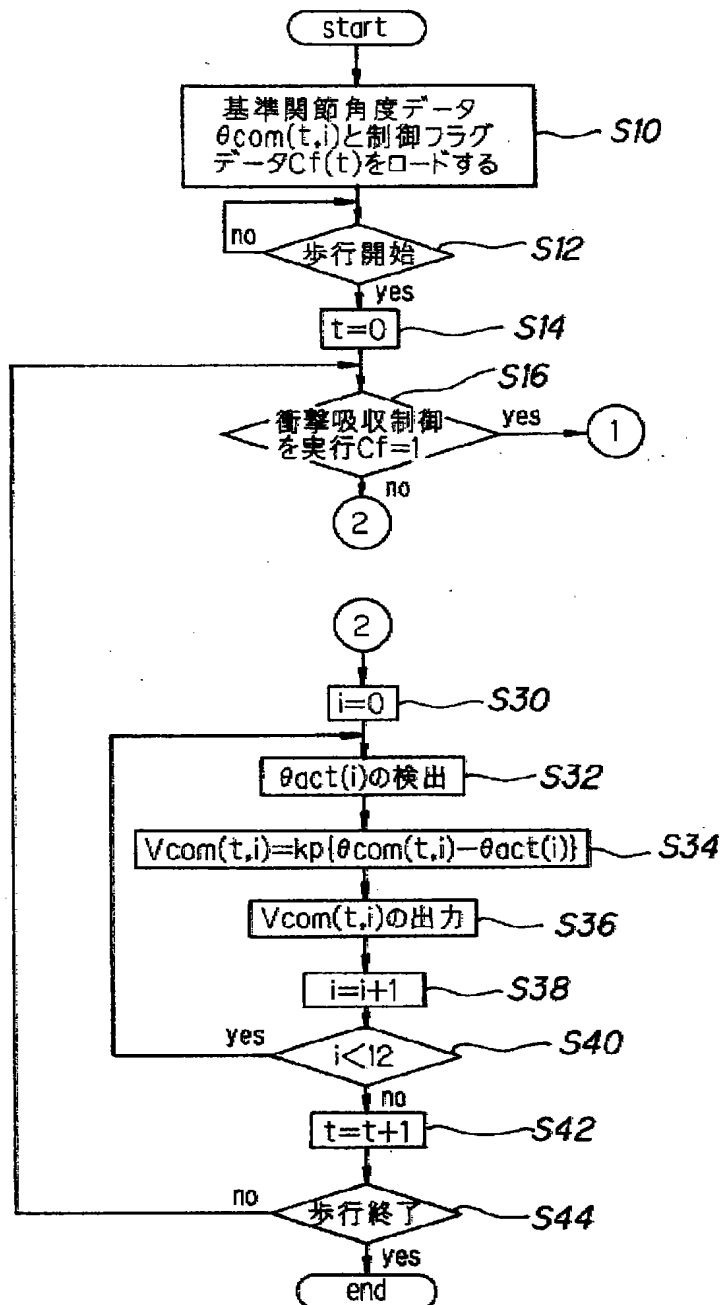 start
基準関節角度データ
θcom(t,i)と制御フラグ
データCf(t)をロードする
S10
no
歩行開始
S12
yes
t=0
S14
S16
衝撃吸収制御
を実行Cf=1
yes
1
no
2
2
i=0
S30
θact(i)の検出
S32
Vcom(t,i)=kp{θcom(t,i)-θact(i)}
S34
Vcom(t,i)の出力
S36
i=i+1
S38
yes
i<12
S40
no
t=t+1
S42
no
歩行終了
S44
yes
end